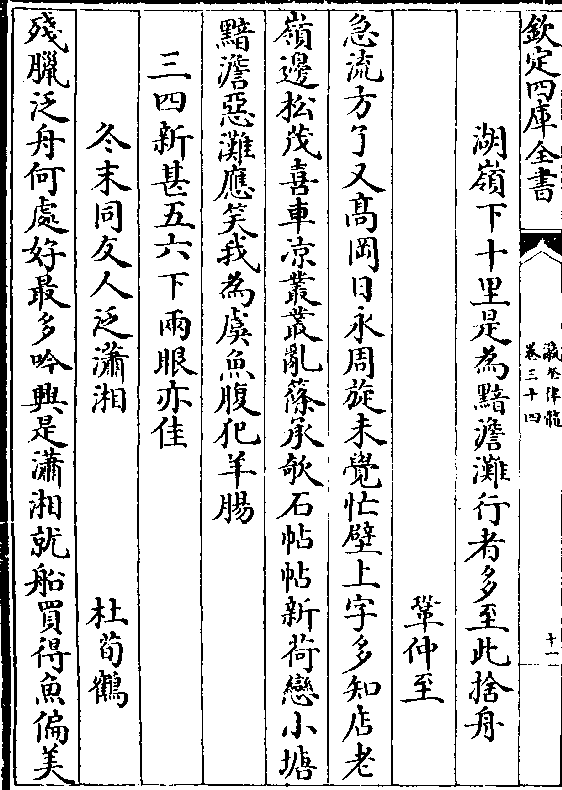 欽定四庫全書
瀛奎律髓
卷三十四
十一
湖嶺下十里是為黯澹灘行者多至此捨舟
鞏仲至
急流方了又髙岡日永周旋未覺忙壁上字多知店老
嶺邊松茂喜車凉叢叢亂篠承欹石帖帖新荷戀小塘
黯澹惡灘應笑我為虞魚腹犯羊腸
三四新甚五六下兩眼亦佳
冬末同友人泛瀟湘
杜荀鶴
殘臘泛舟何處好最多吟興是瀟湘就船買得魚偏美